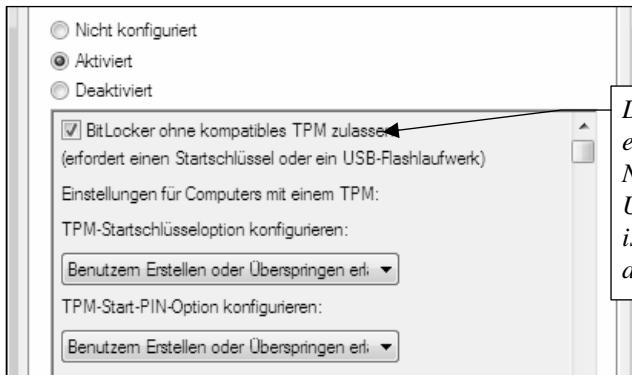 Nicht konfiguriert
Aktiviert
Deaktiviert
BitLocker ohne kompatibles TPM zulassen
(erfordert einen Startschlüssel oder ein USB-Flashlaufwerk)
Einstellungen für Computers mit einem TPM:
TPM-Startschlüsseloption konfigurieren:
Benutzern Erstellen oder Überspringen erl
TPM-Start-PIN-Option konfigurieren:
Benutzern Erstellen oder Überspringen erl